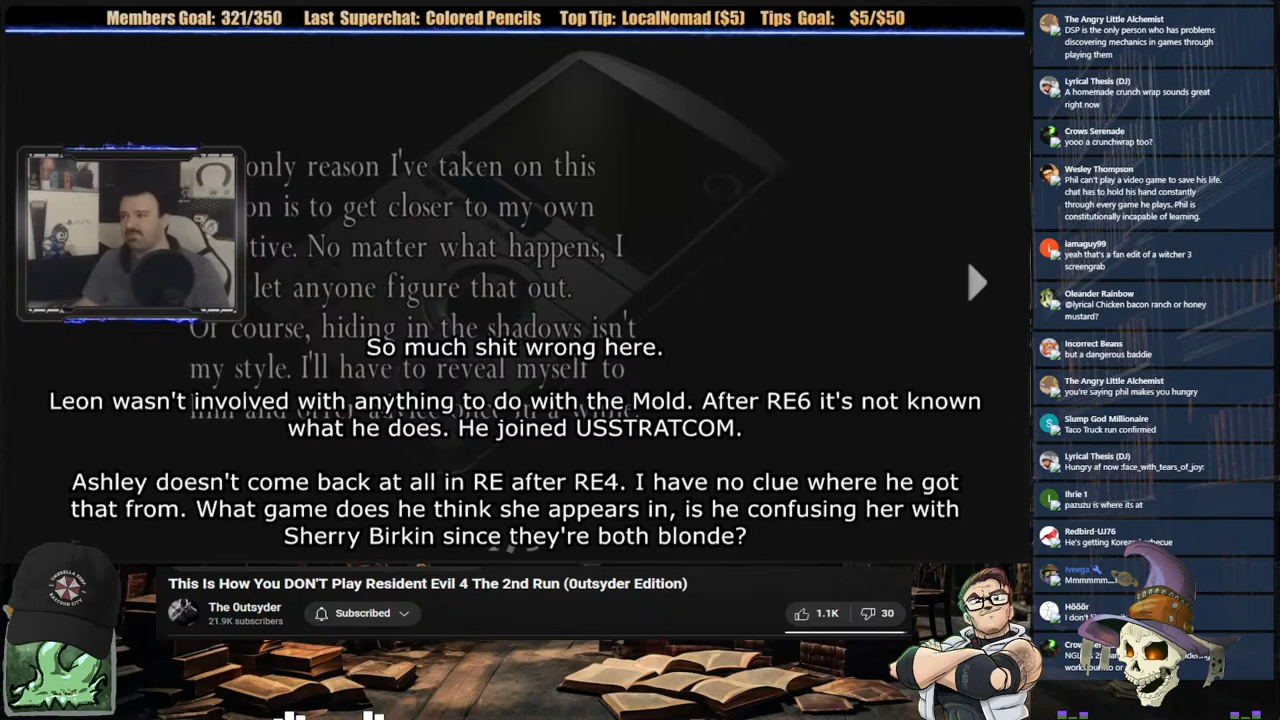 Members Goal: 321/350 Last Superchat: Colored Pencils Top Tip: LocalNomad ($5) Tips Goal: $5/$50
only reason I've taken on this
on is to get closer to my own
tive. No matter what happens, I
let anyone figure that out.
Of course, hiding in the shadows isn't
my style. I'll have to reveal myself to
So much shit wrong here.
Leon wasn't involved with anything to do with the Mold. After RE6 it's not known
what he does. He joined USSTRATCOM.
Ashley doesn't come back at all in RE after RE4. I have no clue where he got
that from. What game does he think she appears in, is he confusing her with
Sherry Birkin since they're both blonde?
This Is How You DON'T Play Resident Evil 4 The 2nd Run (0utsyder Edition)
The 0utsyder
21.9K subscribers
Subscribed
1.1K
30
The Angry Little Alchemist
DSP is the only person who has problems
discovering mechanics in games through
playing them
Lyrical Thesis (DJ)
A homemade crunch wrap sounds great
right now
Crows Serenade
yooo a crunchwrap too?
Wesley Thompson
Phil can't play a video game to save his life.
chat has to hold his hand constantly
through every game he plays. Phil is
constitutionally incapable of learning.
iamaguy99
yeah that's a fan edit of a witcher 3
screengrab
Oleander Rainbow
@lyrical Chicken bacon ranch or honey
mustard?
Incorrect Beans
but a dangerous baddie
The Angry Little Alchemist
you're saying phil makes you hungry
Slump God Millionaire
Taco Truck run confirmed
Lyrical Thesis (DJ)
Hungry af now :face_with_tears_of_joy:
Ihrie 1
pazuzu is where its at
Redbird-UJ76
He's getting Korean barbecue
Iveega
Mmmmmm...
Hööör
I don't